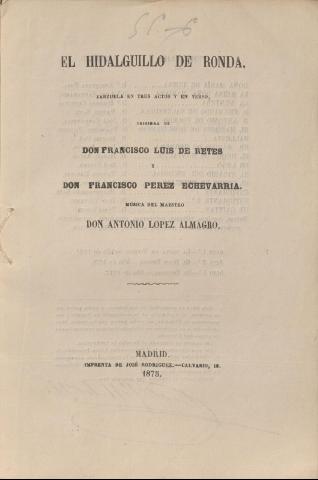 EL HIDALGUILLO DE RONDA,
ZARZUELA EN TRES ACTOS Y EN VERSO,
ORIGINAL DE
DON FRANCISCO LUIS DE RETES
Y
DON FRANCISCO PEREZ ECHEVARRIA.
MÚSICA DEL MAESTRO
DON ANTONIO LOPEZ ALMAGRO.
MADRID.
IMPRENTA DE JOSÉ RODRIGUEZ.—CALVARIO, 18.
1875.